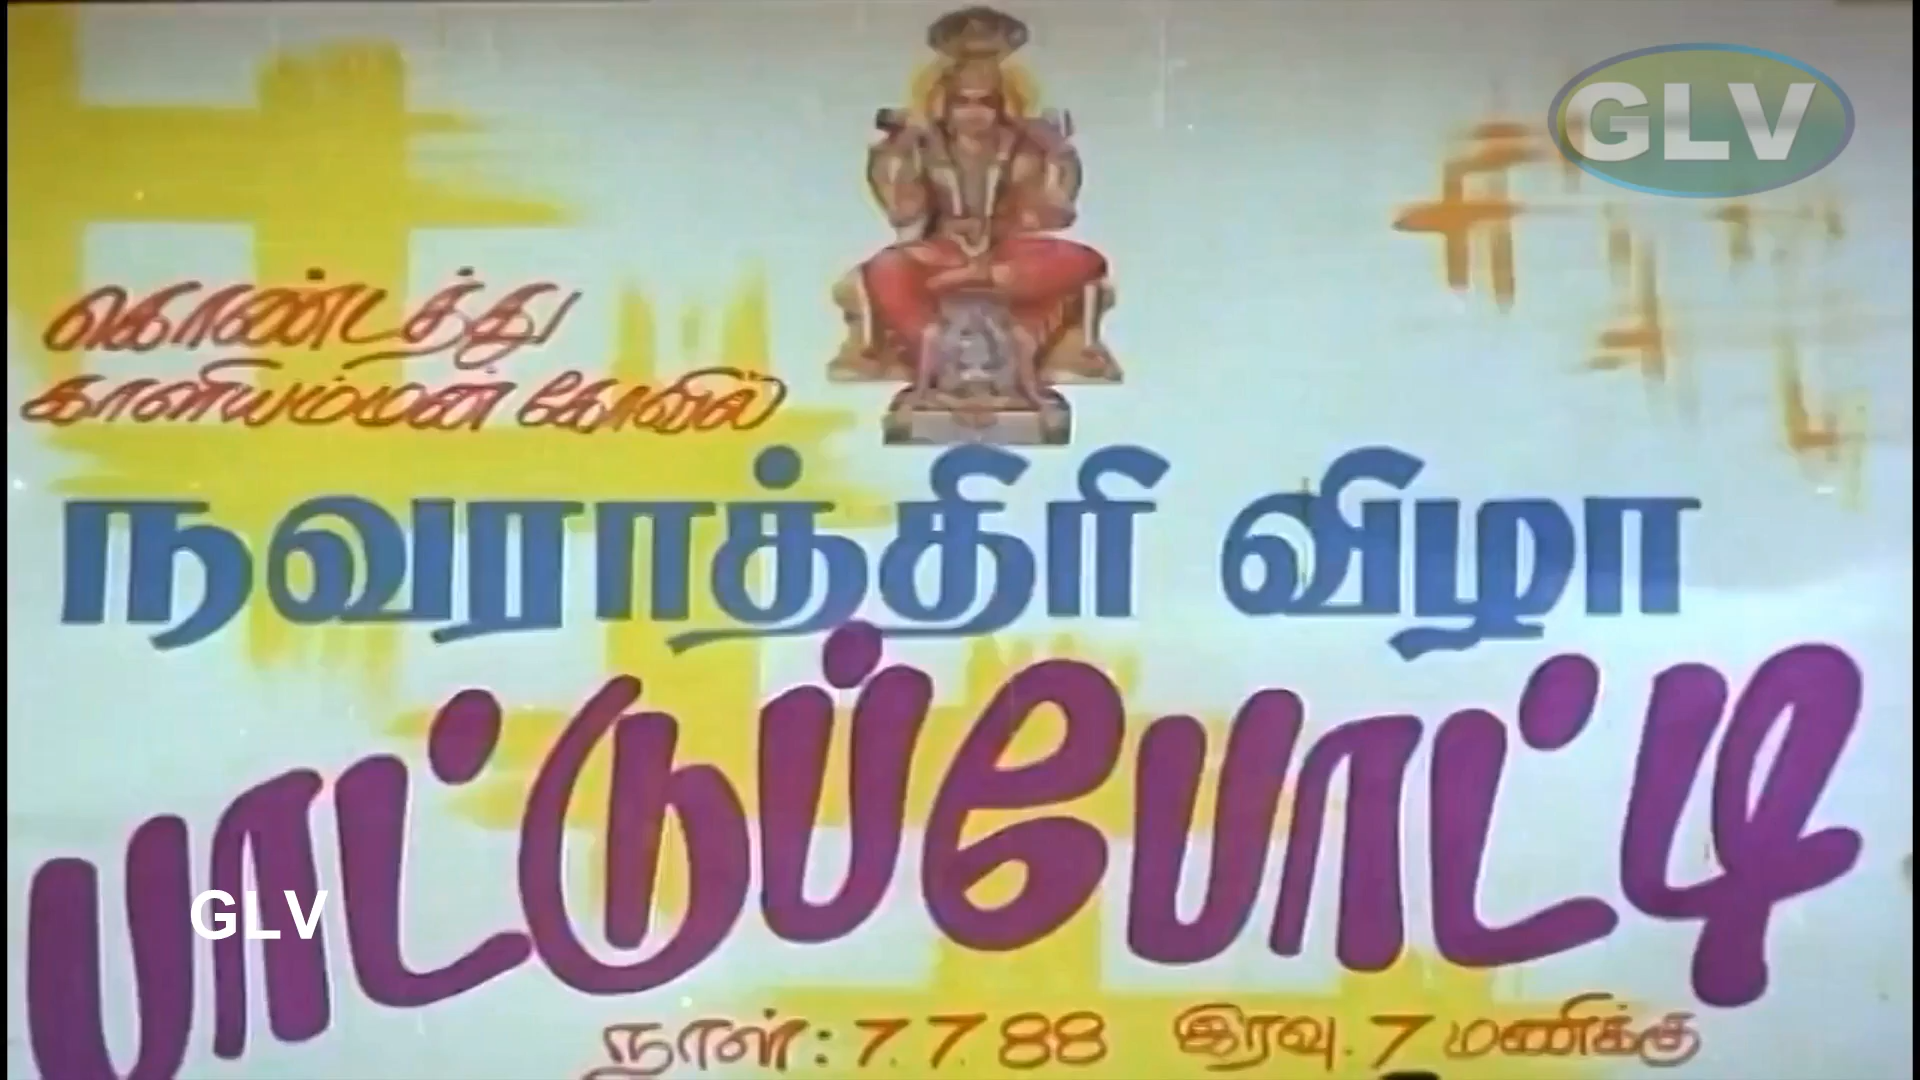 GLV
கொண்டத்து
காளியம்மன் கோவில்
நவராத்திரி விழா
பாட்டுப்போட்டி
GLV
நாள் : 7.7.88 இரவு. 7 மணிக்கு